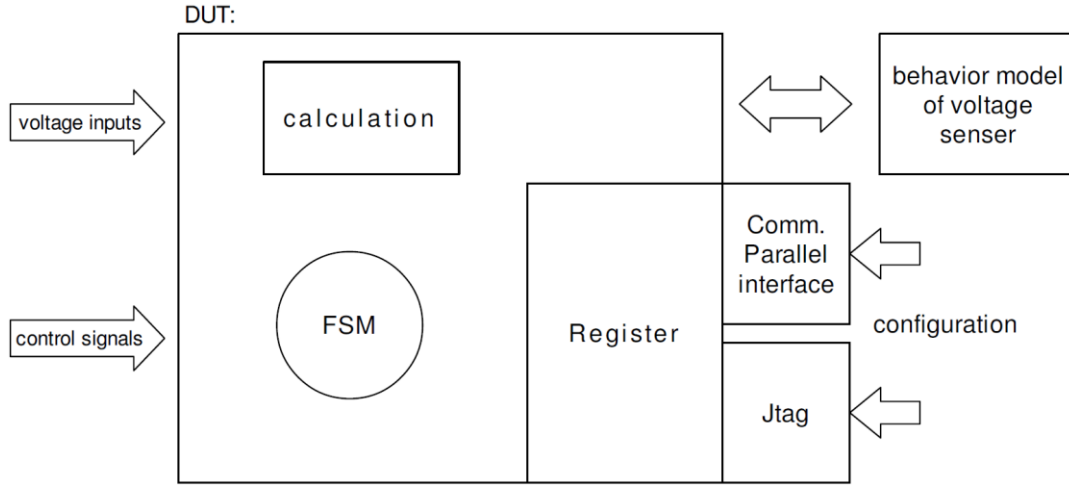 DUT:
voltage inputs
calculation
behavior model
of voltage
senser
control signals
FSM
Register
Comm.
Parallel
interface
configuration
Jtag